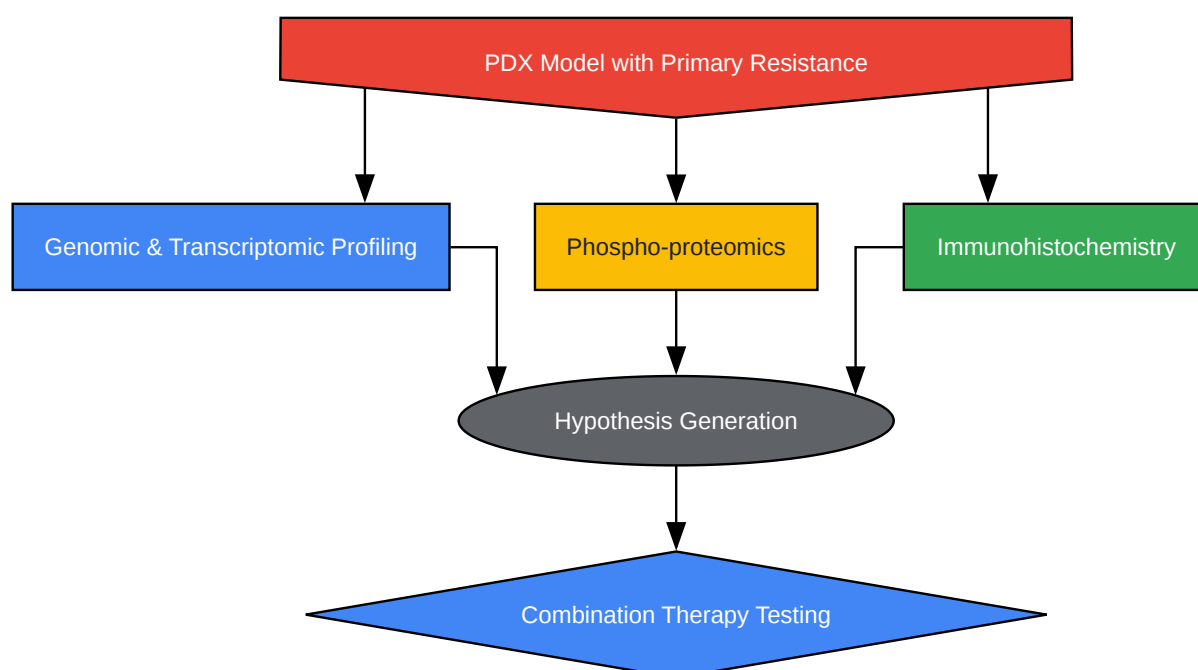 PDX Model with Primary Resistance
Genomic & Transcriptomic Profiling
Phospho-proteomics
Immunohistochemistry
Hypothesis Generation
Combination Therapy Testing